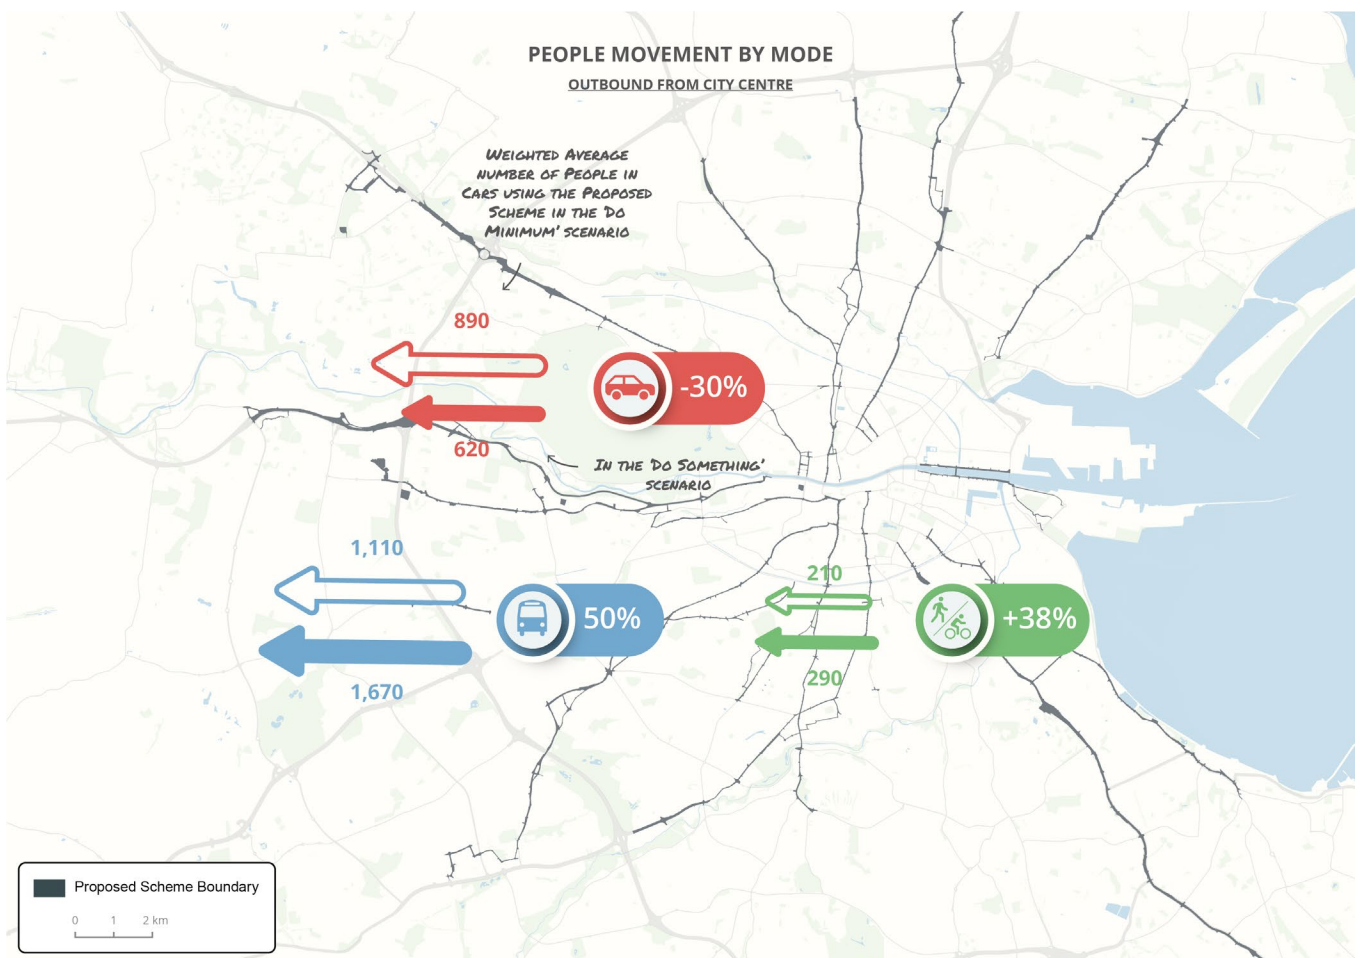 PEOPLE MOVEMENT BY MODE
OUTBOUND FROM CITY CENTRE
WEIGHTED AVERAGE
NUMBER OF PEOPLE IN
CARS USING THE PROPOSED
SCHEME IN THE 'DO
MINIMUM' SCENARIO
890
-30%
620
IN THE 'DO SOMETHING'
SCENARIO
1,110
50%
1,670
210
+38%
290
Proposed Scheme Boundary
0 1 2 km